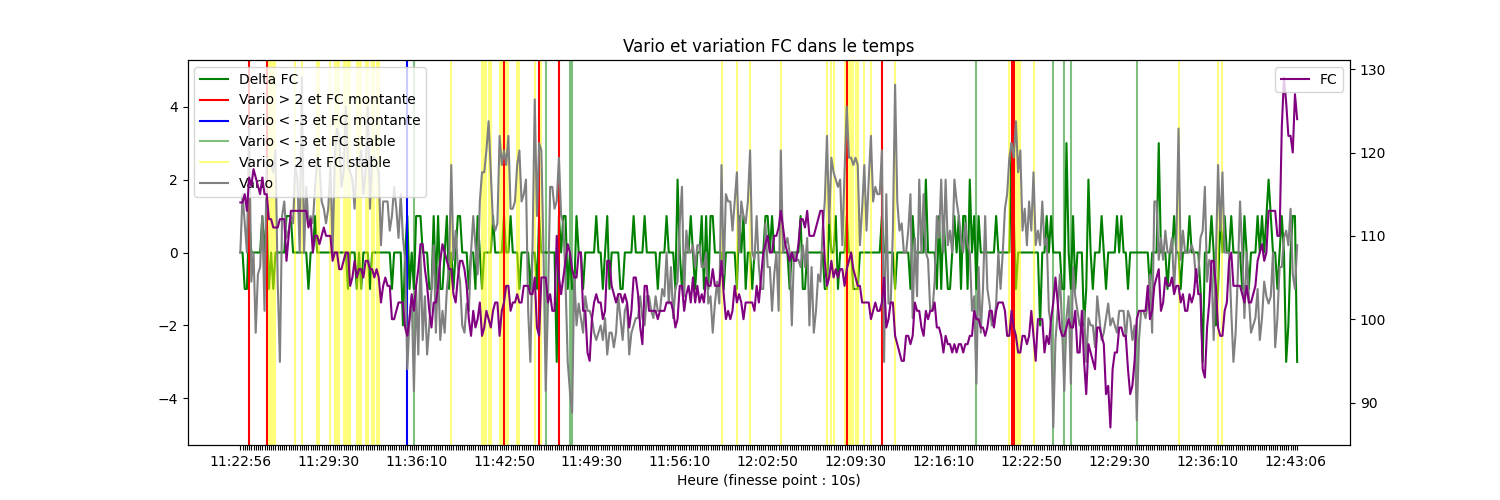 Vario et variation FC dans le temps
Delta FC
Vario > 2 et FC montante
Vario < -3 et FC montante
Vario < -3 et FC stable
Vario > 2 et FC stable
Vario
FC
4
2
0
−2
−4
130
120
110
100
90
11:22:56 11:29:30 11:36:10 11:42:50 11:49:30 11:56:10 12:02:50 12:09:30 12:16:10 12:22:50 12:29:30 12:36:10 12:43:06
Heure (finesse point : 10s)